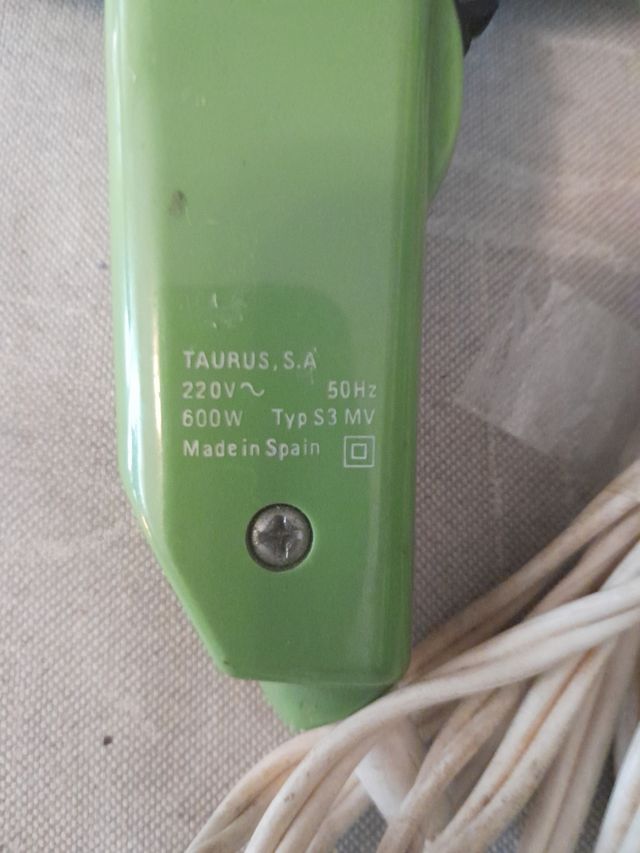 TAURUS, S.A
220V~ 50Hz
600W Typ S3 MV
Made in Spain